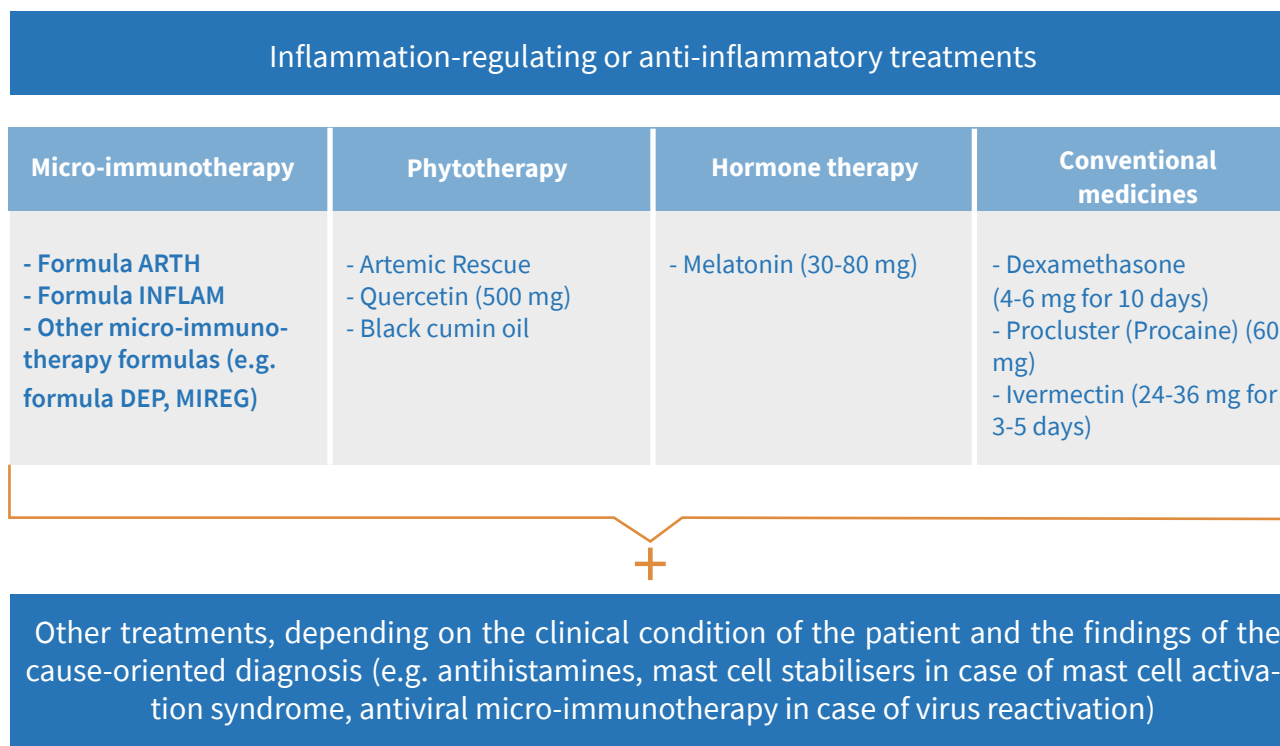 Inflammation-regulating or anti-inflammatory treatments
Micro-immunotherapy
Phytotherapy
Hormone therapy
Conventional
medicines
- Formula ARTH
- Formula INFLAM
- Other micro-immuno-
therapy formulas (e.g.
formula DEP, MIREG)
- Artemic Rescue
- Quercetin (500 mg)
- Black cumin oil
- Melatonin (30-80 mg)
- Dexamethasone
(4-6 mg for 10 days)
- Procluster (Procaine) (60
mg)
- Ivermectin (24-36 mg for
3-5 days)
+
Other treatments, depending on the clinical condition of the patient and the findings of the
cause-oriented diagnosis (e.g. antihistamines, mast cell stabilisers in case of mast cell activa-
tion syndrome, antiviral micro-immunotherapy in case of virus reactivation)